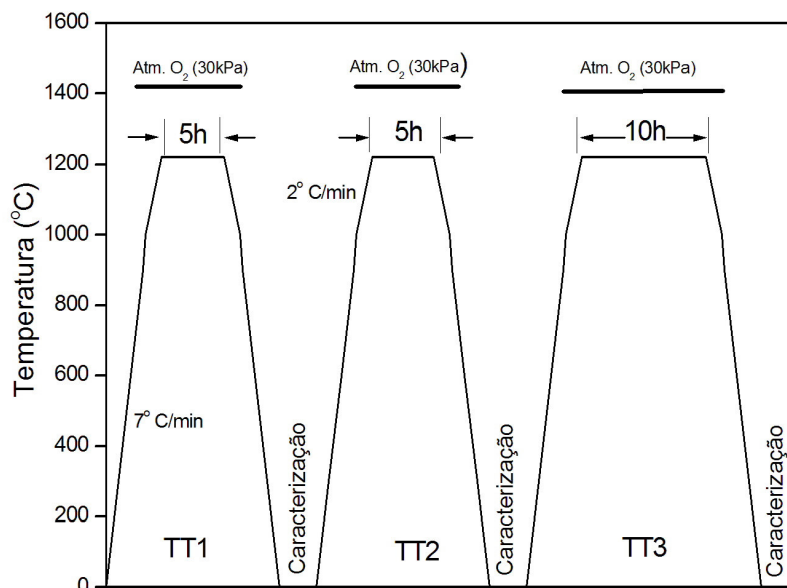 Temperatura (°C)
1600
1400
1200
1000
800
600
400
200
0
Atm. O2 (30kPa)
5h
7° C/min
TT1
Caracterização
Atm. O2 (30kPa)
5h
2° C/min
TT2
Caracterização
Atm. O2 (30kPa)
10h
TT3
Caracterização